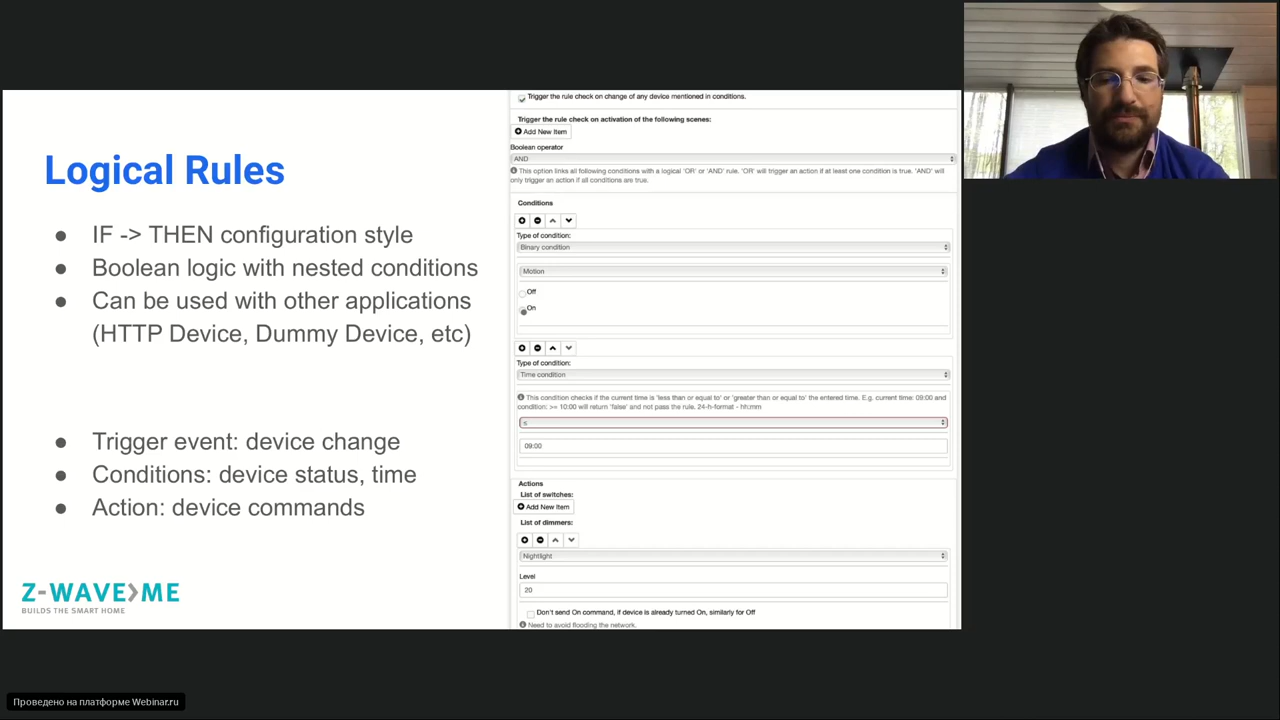 Logical Rules
● IF -> THEN configuration style
● Boolean logic with nested conditions
● Can be used with other applications
(HTTP Device, Dummy Device, etc)
● Trigger event: device change
● Conditions: device status, time
● Action: device commands
Z-WAVE>ME
BUILDS THE SMART HOME
Trigger the rule check on change of any device mentioned in conditions.
Trigger the rule check on activation of the following scenes:
Add New Item
Boolean operator
AND
This option links all following conditions with a logical 'OR' or 'AND' rule. 'OR' will trigger an action if at least one condition is true. 'AND' will
only trigger an action if all conditions are true.
Conditions
Type of condition:
Binary condition
Motion
Off
On
Type of condition:
Time condition
This condition checks if the current time is 'less than or equal to' or 'greater than or equal to' the entered time. E.g. current time: 09:00 and
condition: >= 10:00 will return 'false' and not pass the rule. 24-h-format - hh:mm
≤
09:00
Actions
List of switches:
Add New Item
List of dimmers:
Nightlight
Level
20
Don't send On command, if device is already turned On, similarly for Off
Need to avoid flooding the network.
Проведено на платформе Webinar.ru